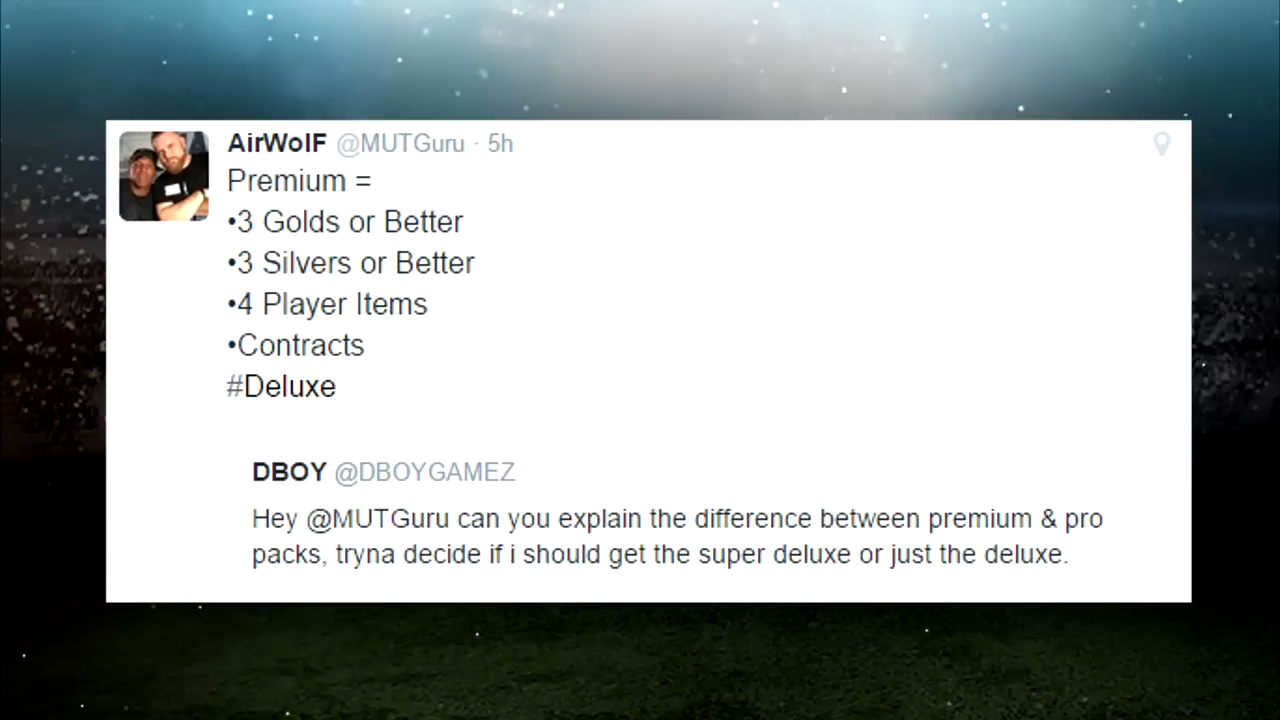 AirWolF @MUTGuru · 5h
Premium =
•3 Golds or Better
•3 Silvers or Better
•4 Player Items
•Contracts
#Deluxe
DBOY @DBOYGAMEZ
Hey @MUTGuru can you explain the difference between premium & pro
packs, tryna decide if i should get the super deluxe or just the deluxe.